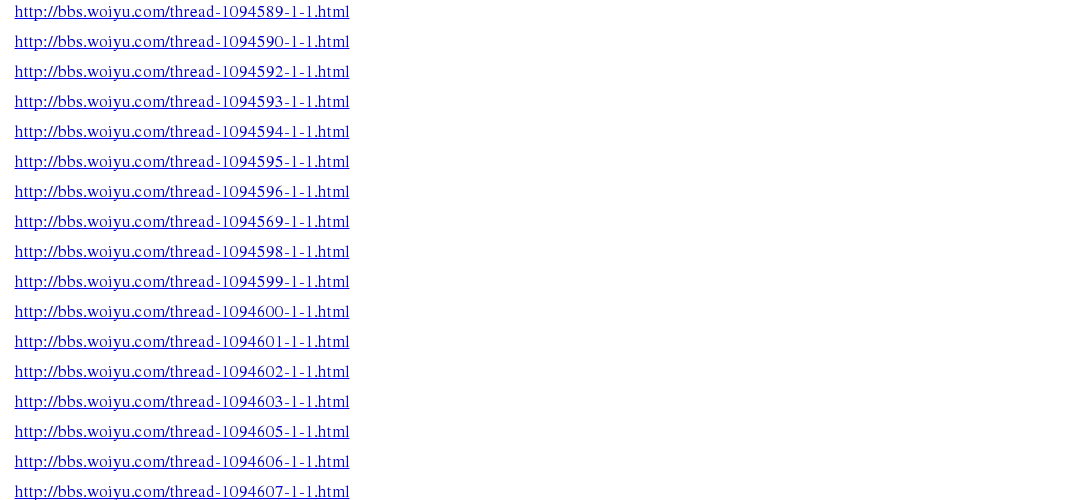 http://bbs.woiyu.com/thread-1094589-1-1.html
http://bbs.woiyu.com/thread-1094590-1-1.html
http://bbs.woiyu.com/thread-1094592-1-1.html
http://bbs.woiyu.com/thread-1094593-1-1.html
http://bbs.woiyu.com/thread-1094594-1-1.html
http://bbs.woiyu.com/thread-1094595-1-1.html
http://bbs.woiyu.com/thread-1094596-1-1.html
http://bbs.woiyu.com/thread-1094569-1-1.html
http://bbs.woiyu.com/thread-1094598-1-1.html
http://bbs.woiyu.com/thread-1094599-1-1.html
http://bbs.woiyu.com/thread-1094600-1-1.html
http://bbs.woiyu.com/thread-1094601-1-1.html
http://bbs.woiyu.com/thread-1094602-1-1.html
http://bbs.woiyu.com/thread-1094603-1-1.html
http://bbs.woiyu.com/thread-1094605-1-1.html
http://bbs.woiyu.com/thread-1094606-1-1.html
http://bbs.woiyu.com/thread-1094607-1-1.html